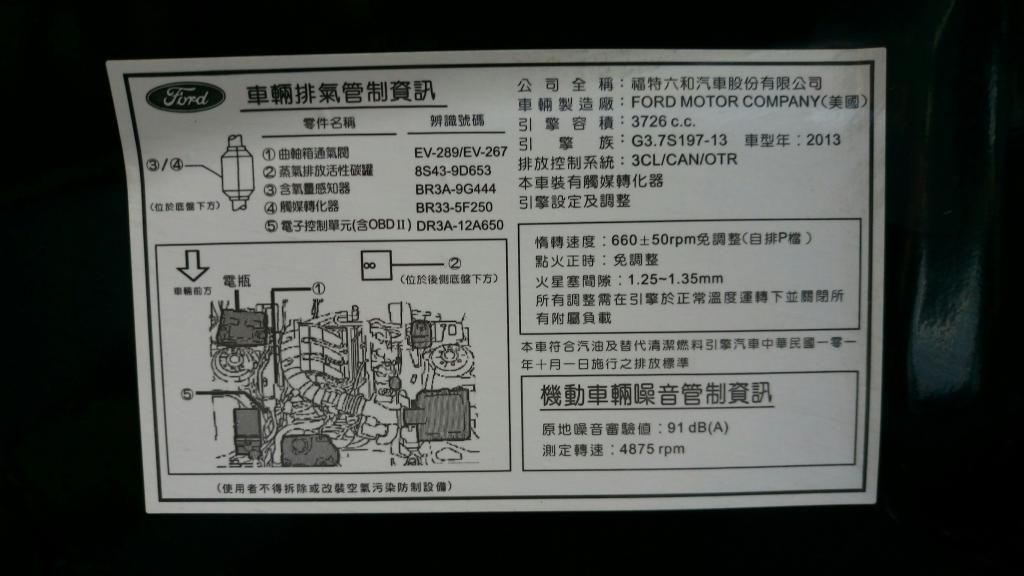 Ford 車輛排氣管制資訊
零件名稱 辨識號碼
① 曲軸箱通氣閥 EV-289/EV-267
② 蒸氣排放活性碳罐 8S43-9D653
③ 含氧量感知器 BR3A-9G444
④ 觸媒轉化器 BR33-5F250
⑤ 電子控制單元(含OBDⅡ) DR3A-12A650
③/④
(位於底盤下方)
車輛前方
電瓶
①
②
(位於後側底盤下方)
⑤
(使用者不得拆除或改裝空氣污染防制設備)
公司全稱：福特六和汽車股份有限公司
車輛製造廠：FORD MOTOR COMPANY(美國)
引擎容積：3726 c.c.
引擎族：G3.7S197-13 車型年：2013
排放控制系統：3CL/CAN/OTR
本車裝有觸媒轉化器
引擎設定及調整
惰轉速度：660±50rpm免調整(自排P檔)
點火正時：免調整
火星塞間隙：1.25~1.35mm
所有調整需在引擎於正常溫度運轉下並關閉所
有附屬負載
本車符合汽油及替代清潔燃料引擎汽車中華民國一零一
年十月一日施行之排放標準
機動車輛噪音管制資訊
原地噪音審驗值：91 dB(A)
測定轉速：4875 rpm